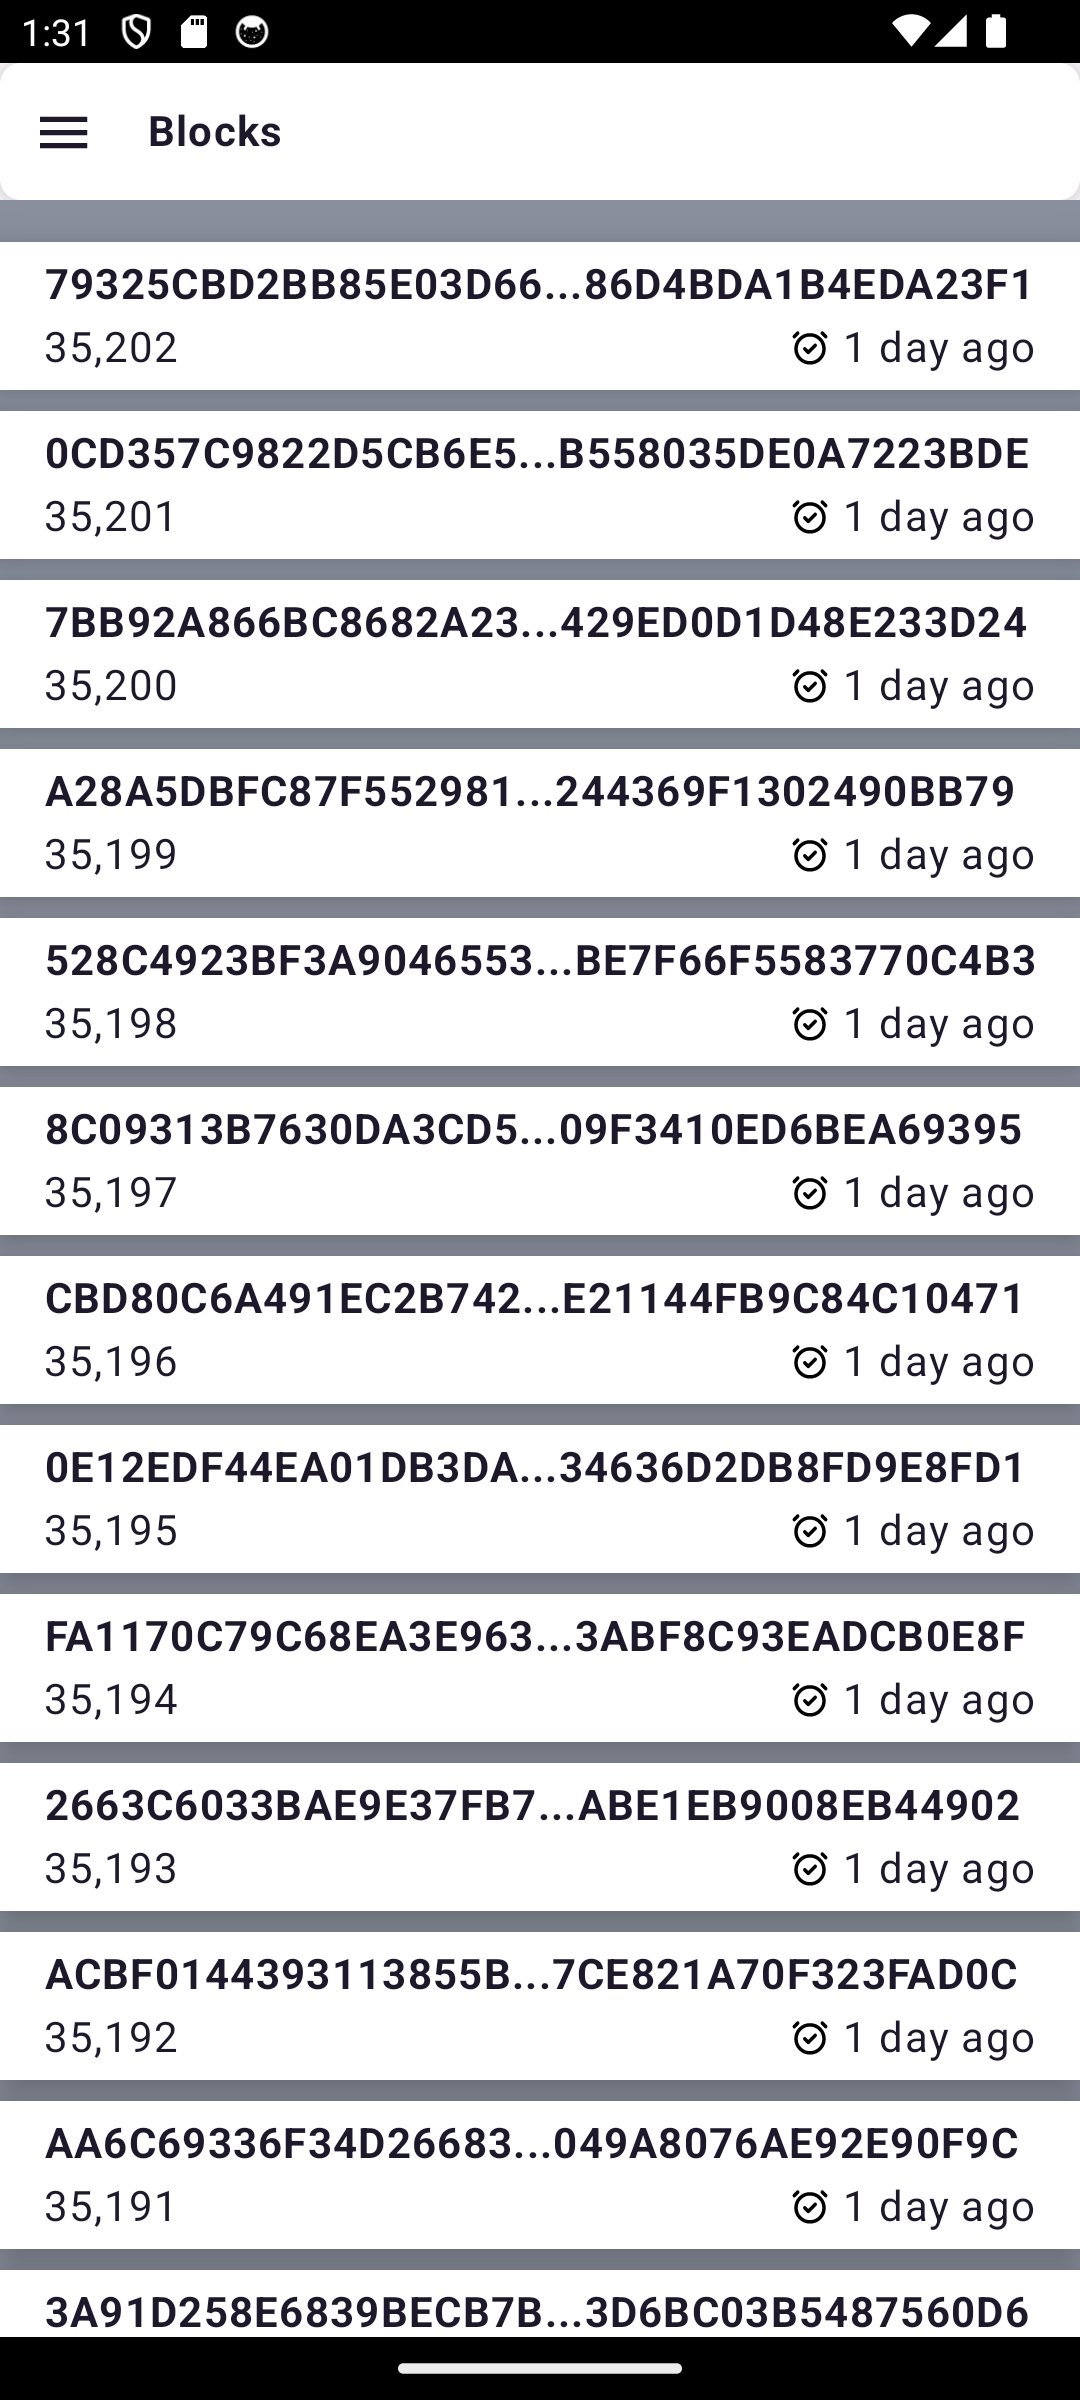 1:31
Blocks
79325CBD2BB85E03D66...86D4BDA1B4EDA23F1
35,202
1 day ago
0CD357C9822D5CB6E5...B558035DE0A7223BDE
35,201
1 day ago
7BB92A866BC8682A23...429ED0D1D48E233D24
35,200
1 day ago
A28A5DBFC87F552981...244369F1302490BB79
35,199
1 day ago
528C4923BF3A9046553...BE7F66F5583770C4B3
35,198
1 day ago
8C09313B7630DA3CD5...09F3410ED6BEA69395
35,197
1 day ago
CBD80C6A491EC2B742...E21144FB9C84C10471
35,196
1 day ago
0E12EDF44EA01DB3DA...34636D2DB8FD9E8FD1
35,195
1 day ago
FA1170C79C68EA3E963...3ABF8C93EADCB0E8F
35,194
1 day ago
2663C6033BAE9E37FB7...ABE1EB9008EB44902
35,193
1 day ago
ACBF0144393113855B...7CE821A70F323FAD0C
35,192
1 day ago
AA6C69336F34D26683...049A8076AE92E90F9C
35,191
1 day ago
3A91D258E6839BECB7B...3D6BC03B5487560D6